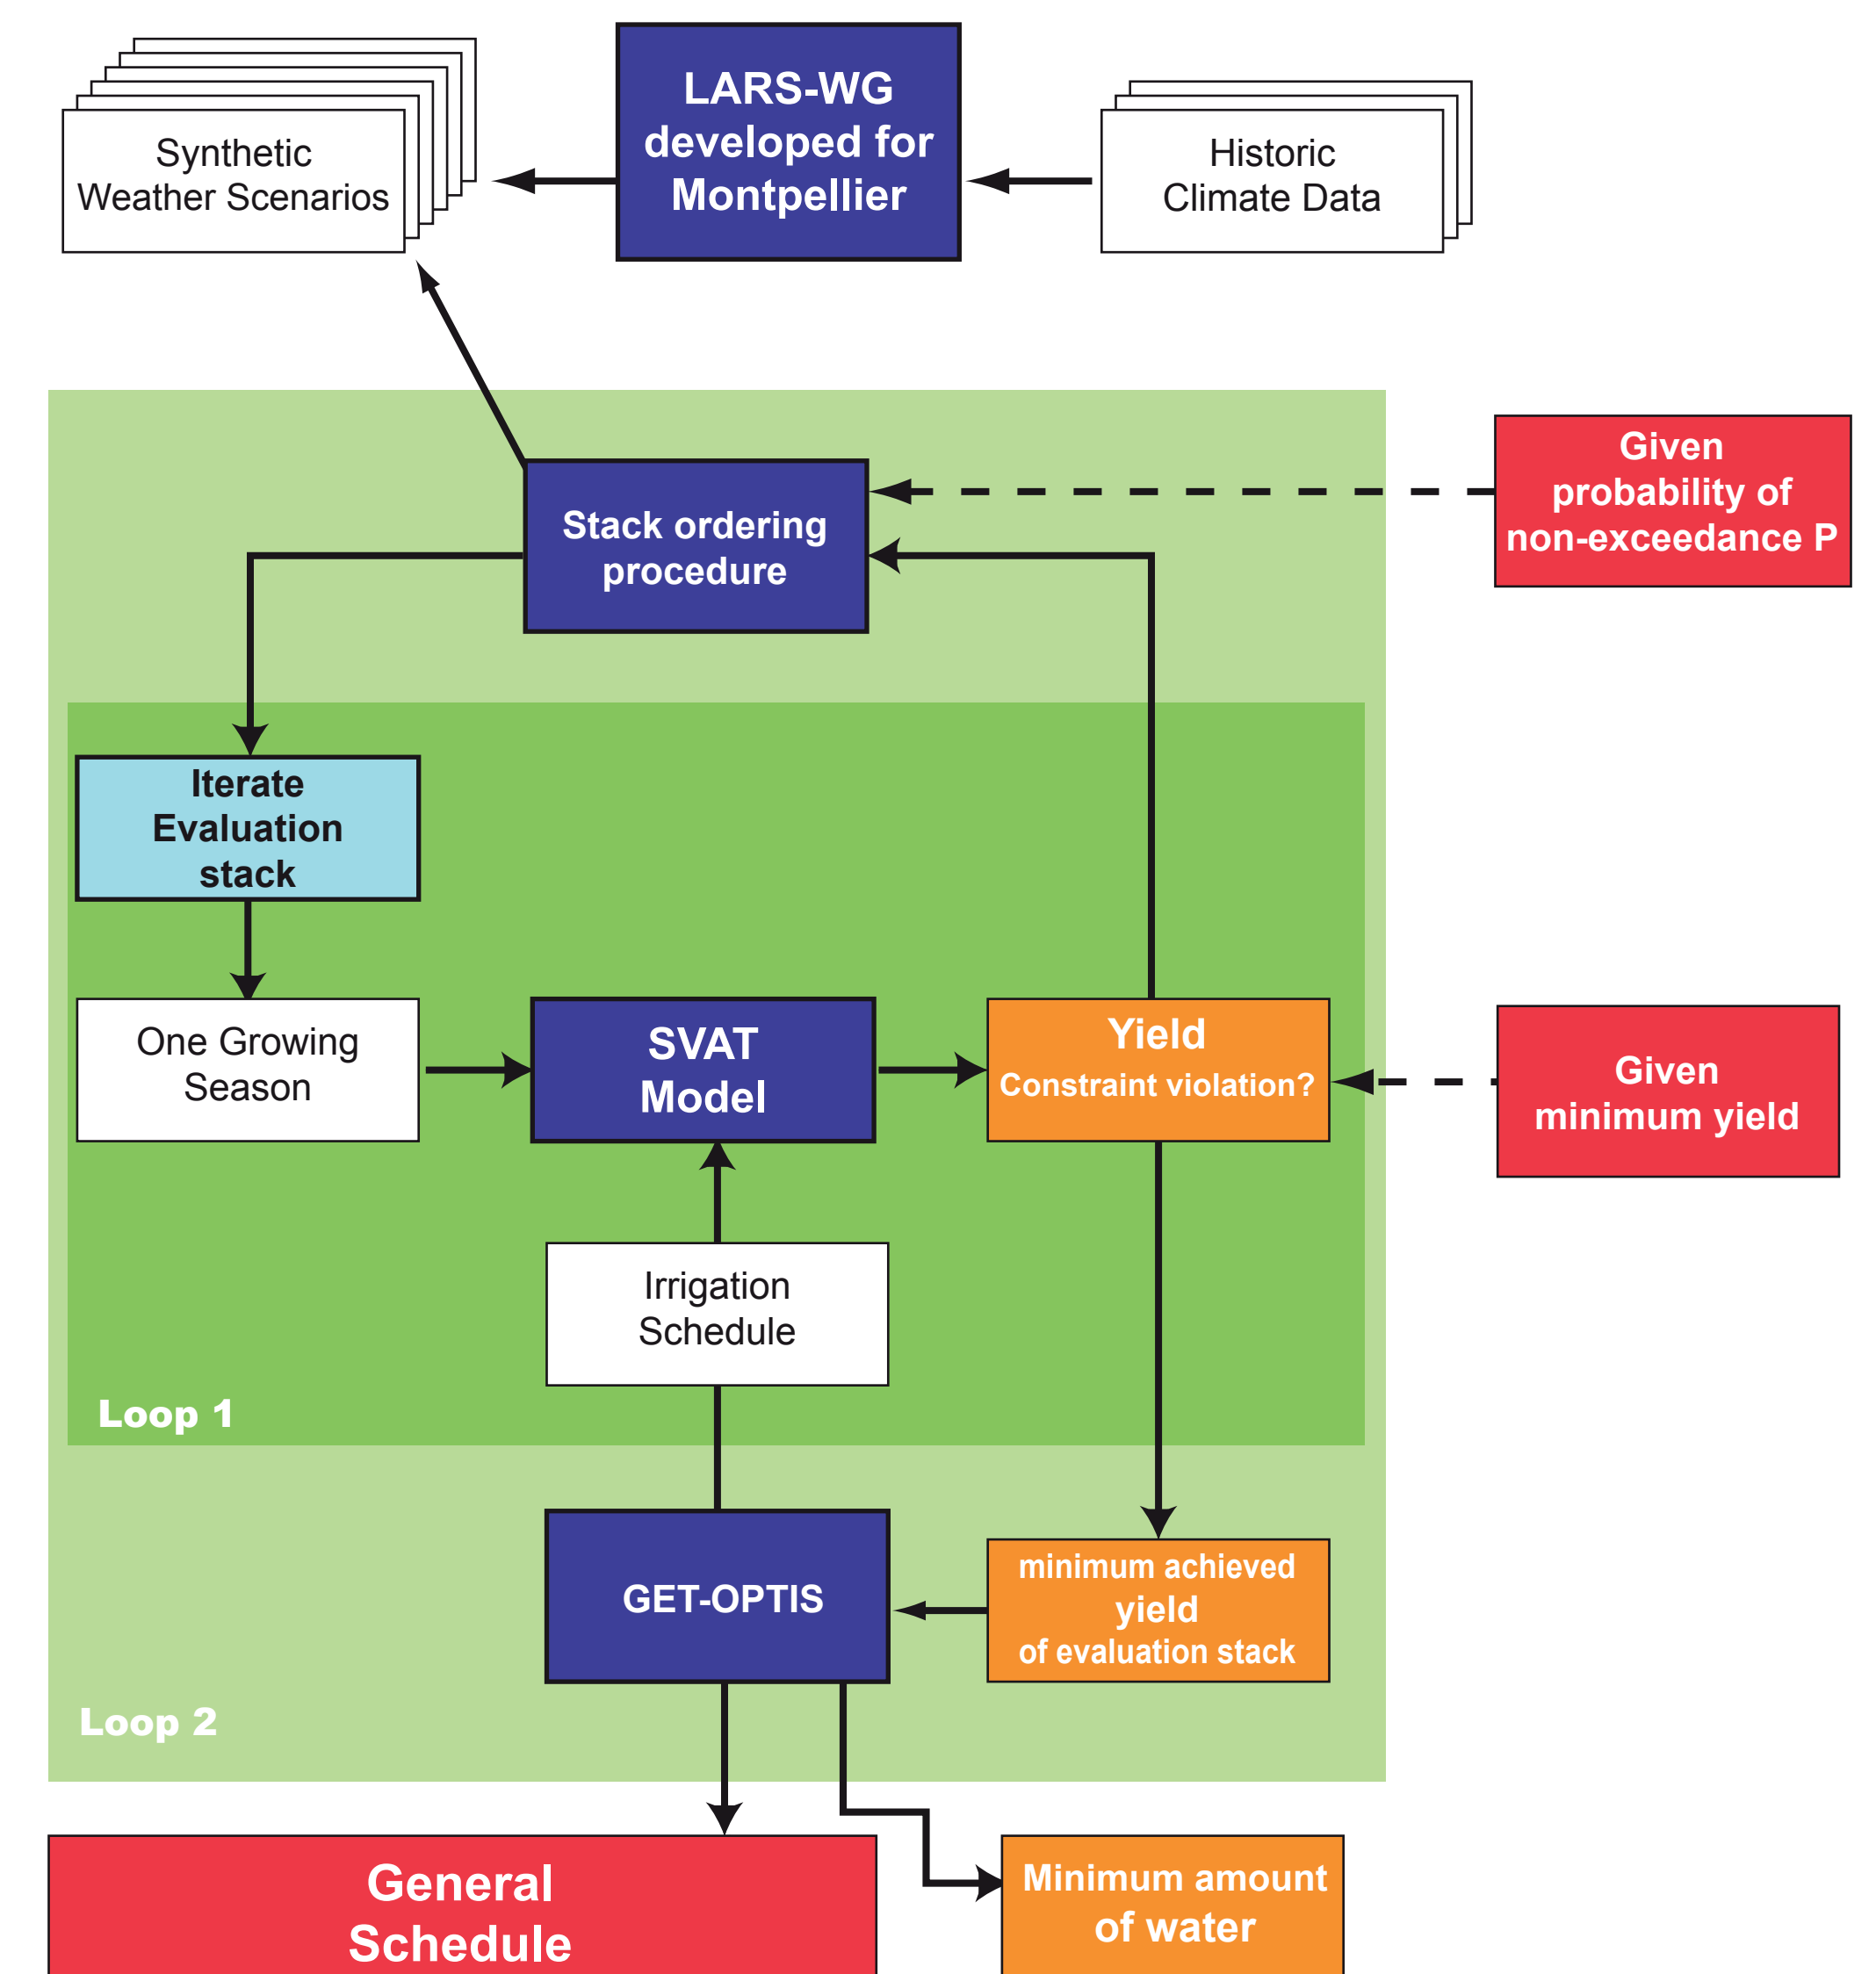 Synthetic
Weather Scenarios
LARS-WG
developed for
Montpellier
Historic
Climate Data
Given
probability of
non-exceedance P
Stack ordering
procedure
Iterate
Evaluation
stack
One Growing
Season
SVAT
Model
Yield
Constraint violation?
Given
minimum yield
Irrigation
Schedule
Loop 1
GET-OPTIS
minimum achieved
yield
of evaluation stack
Loop 2
General
Schedule
Minimum amount
of water